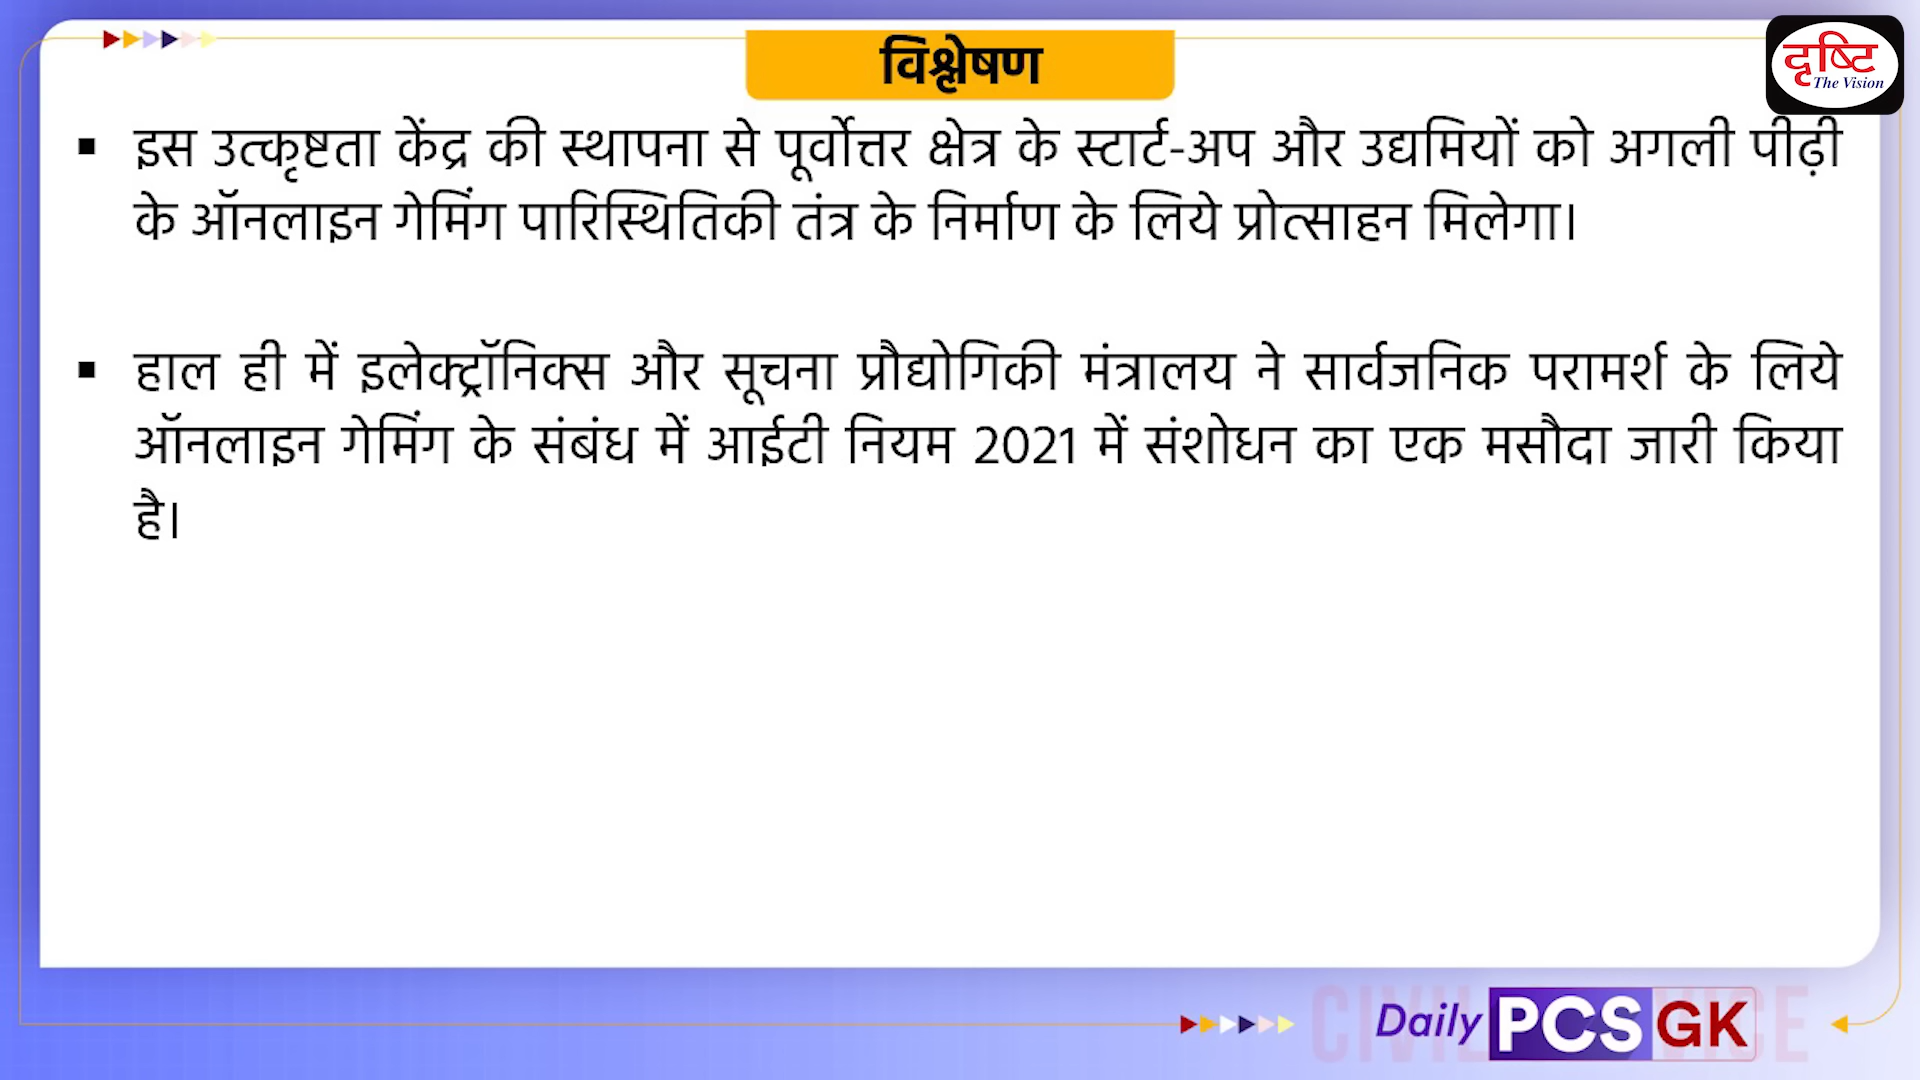 विश्लेषण
दृष्टि
The Vision
▪ इस उत्कृष्टता केंद्र की स्थापना से पूर्वोत्तर क्षेत्र के स्टार्ट-अप और उद्यमियों को अगली पीढ़ी
के ऑनलाइन गेमिंग पारिस्थितिकी तंत्र के निर्माण के लिये प्रोत्साहन मिलेगा।
▪ हाल ही में इलेक्ट्रॉनिक्स और सूचना प्रौद्योगिकी मंत्रालय ने सार्वजनिक परामर्श के लिये
ऑनलाइन गेमिंग के संबंध में आईटी नियम 2021 में संशोधन का एक मसौदा जारी किया
है।
Daily PCS GK